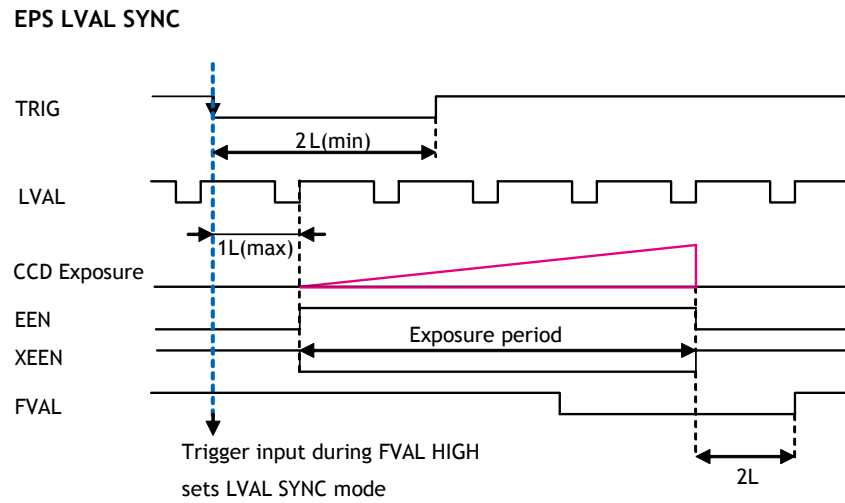 EPS LVAL SYNC
TRIG
2L(min)
LVAL
1L(max)
CCD Exposure
EEN
Exposure period
XEEN
FVAL
Trigger input during FVAL HIGH
sets LVAL SYNC mode
2L